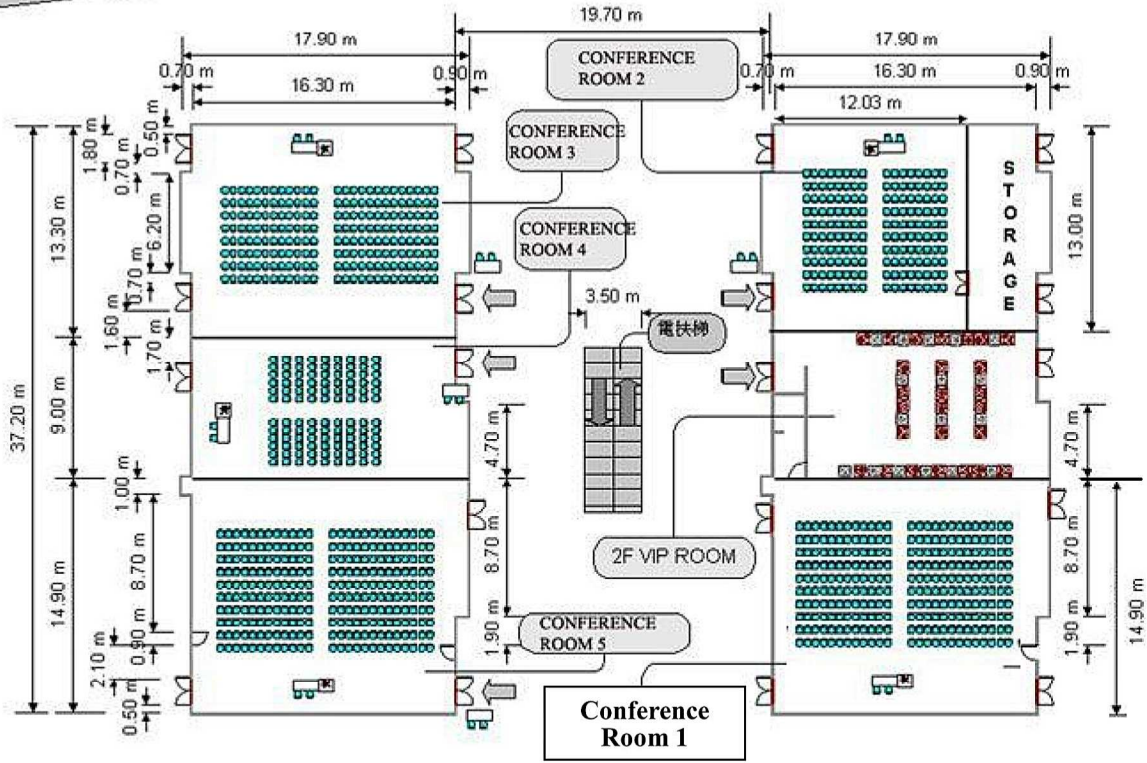 19.70 m
17.90 m
17.90 m
0.70 m
0.90 m
0.70 m
16.30 m
0.90 m
16.30 m
12.03 m
CONFERENCE
ROOM 2
CONFERENCE
ROOM 3
CONFERENCE
ROOM 4
STORAGE
1.80 m
0.50 m
0.70 m
6.20 m
13.30 m
0.70 m
1.60 m
1.70 m
13.00 m
3.50 m
電扶梯
37.20 m
9.00 m
4.70 m
4.70 m
1.00 m
8.70 m
8.70 m
8.70 m
2F VIP ROOM
14.90 m
0.90 m
2.10 m
0.50 m
1.90 m
1.90 m
14.90 m
CONFERENCE
ROOM 5
Conference
Room 1